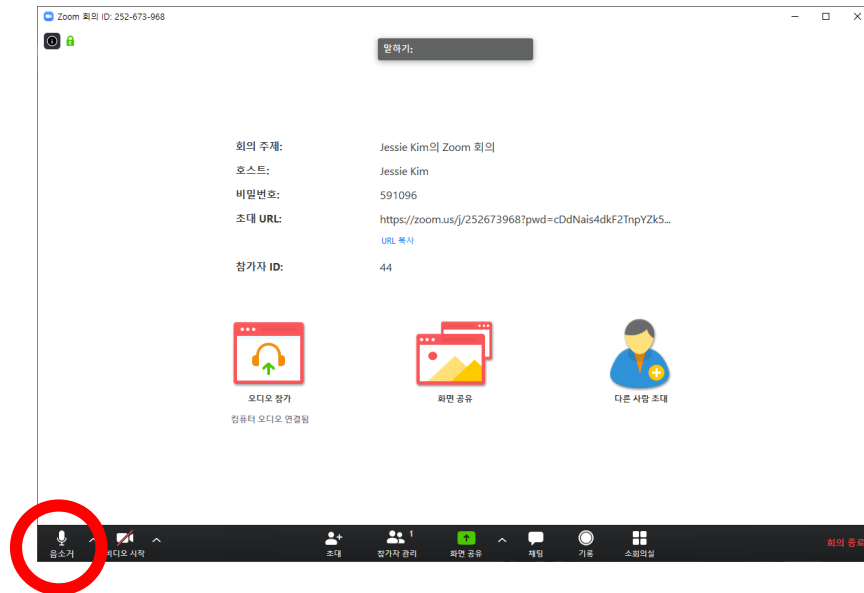 Zoom 회의 ID: 252-673-968
말하기:
회의 주제: Jessie Kim의 Zoom 회의
호스트: Jessie Kim
비밀번호: 591096
초대 URL: https://zoom.us/j/252673968?pwd=cDdNais4dkF2TnpYZk5...
URL 복사
참가자 ID: 44
오디오 참가 화면 공유 다른 사람 초대
컴퓨터 오디오 연결됨
1
음소거 비디오 시작 초대 참가자 관리 화면 공유 채팅 기록 소회의실 회의 종료